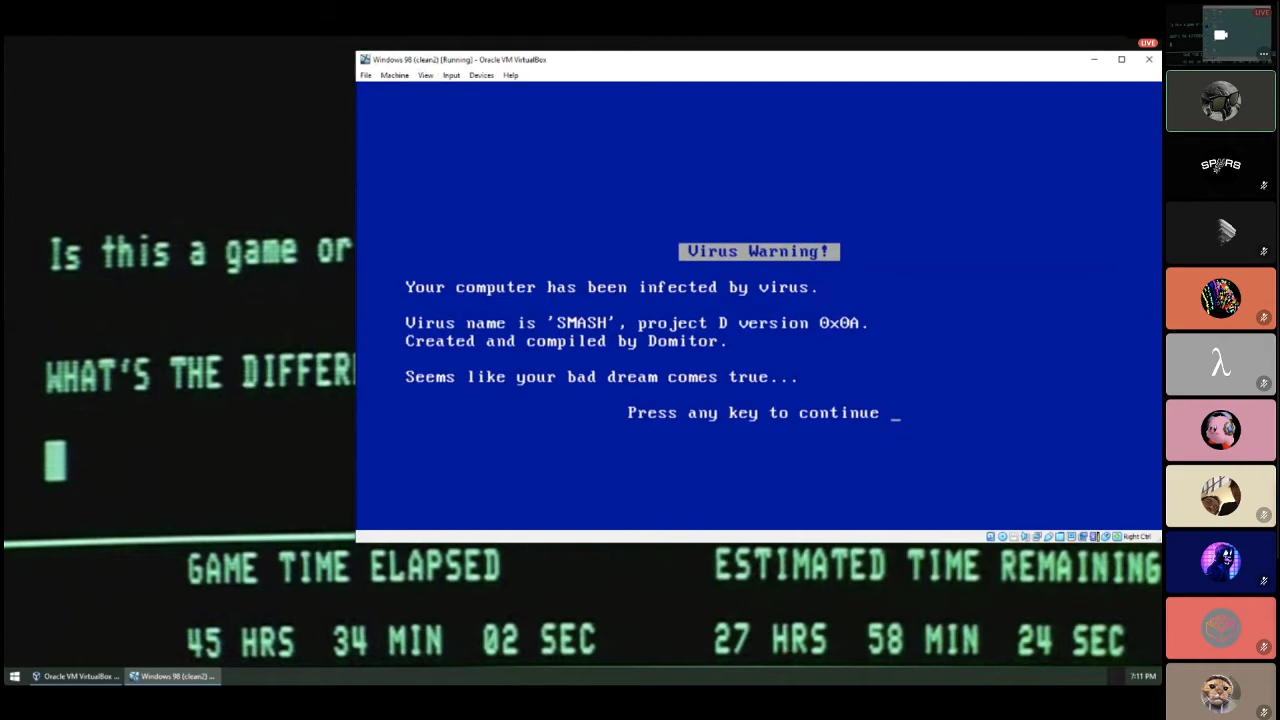 LIVE
LIVE
Windows 98 (clean2) [Running] - Oracle VM VirtualBox
File Machine View Input Devices Help
Is this a game or
WHAT'S THE DIFFER
Virus Warning!
Your computer has been infected by virus.
Virus name is 'SMASH', project D version 0x0A.
Created and compiled by Domitor.
Seems like your bad dream comes true...
Press any key to continue _
Right Ctrl
GAME TIME ELAPSED
45 HRS 34 MIN 02 SEC
ESTIMATED TIME REMAINING
27 HRS 58 MIN 24 SEC
Oracle VM VirtualBox ...
Windows 98 (clean2) ...
7:11 PM
SPURS
λ